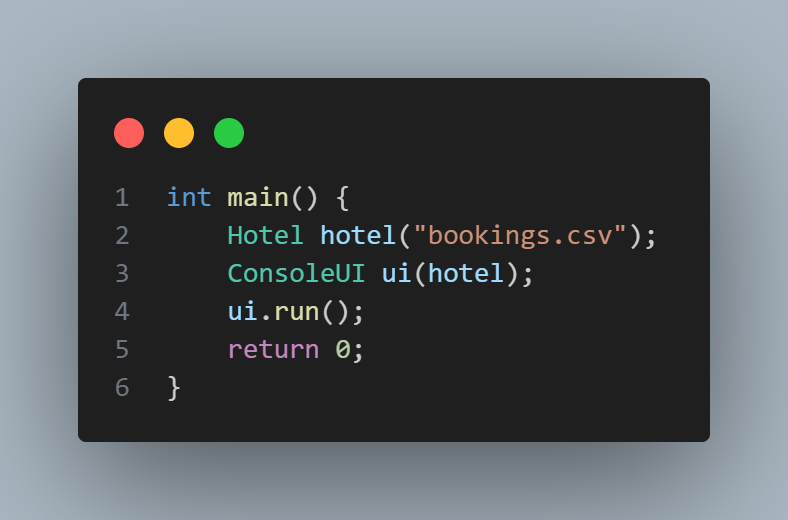 1 int main() {
2     Hotel hotel("bookings.csv");
3     ConsoleUI ui(hotel);
4     ui.run();
5     return 0;
6 }